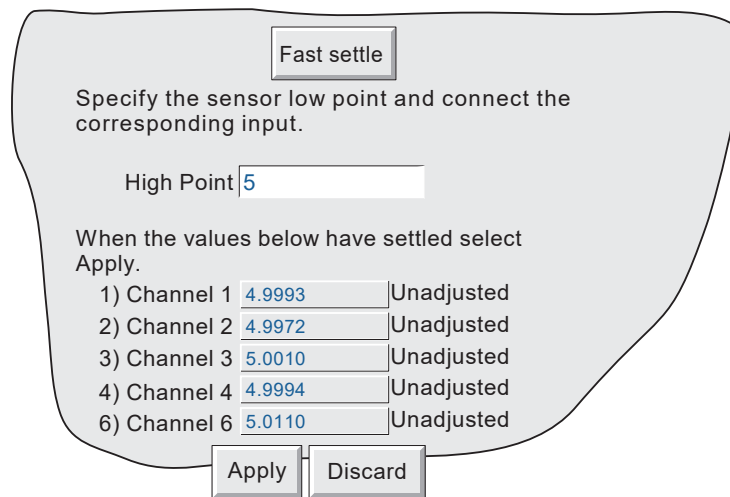 Fast settle
Specify the sensor low point and connect the
corresponding input.
High Point 5
When the values below have settled select
Apply.
1) Channel 1 4.9993 Unadjusted
2) Channel 2 4.9972 Unadjusted
3) Channel 3 5.0010 Unadjusted
4) Channel 4 4.9994 Unadjusted
6) Channel 6 5.0110 Unadjusted
Apply Discard